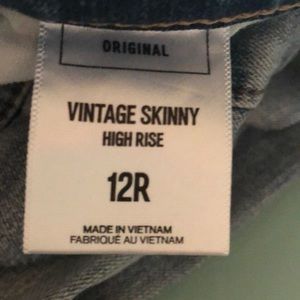 ORIGINAL
VINTAGE SKINNY
HIGH RISE
12R
MADE IN VIETNAM
FABRIQUÉ AU VIETNAM